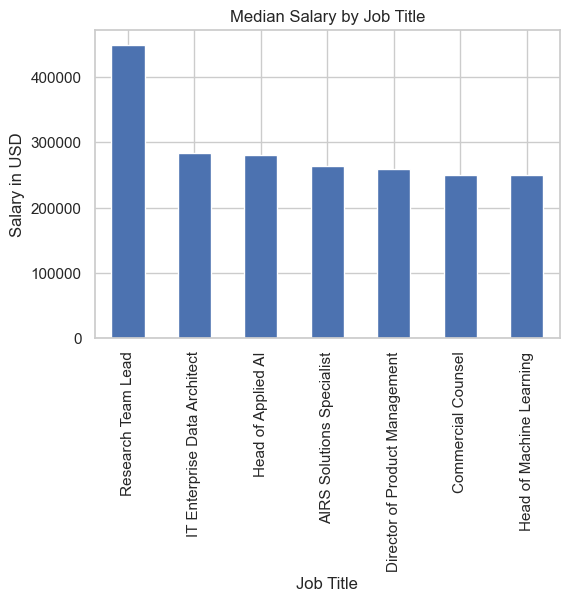 Median Salary by Job Title
Salary in USD
400000
300000
200000
100000
0
Research Team Lead
IT Enterprise Data Architect
Head of Applied AI
AIRS Solutions Specialist
Director of Product Management
Commercial Counsel
Head of Machine Learning
Job Title